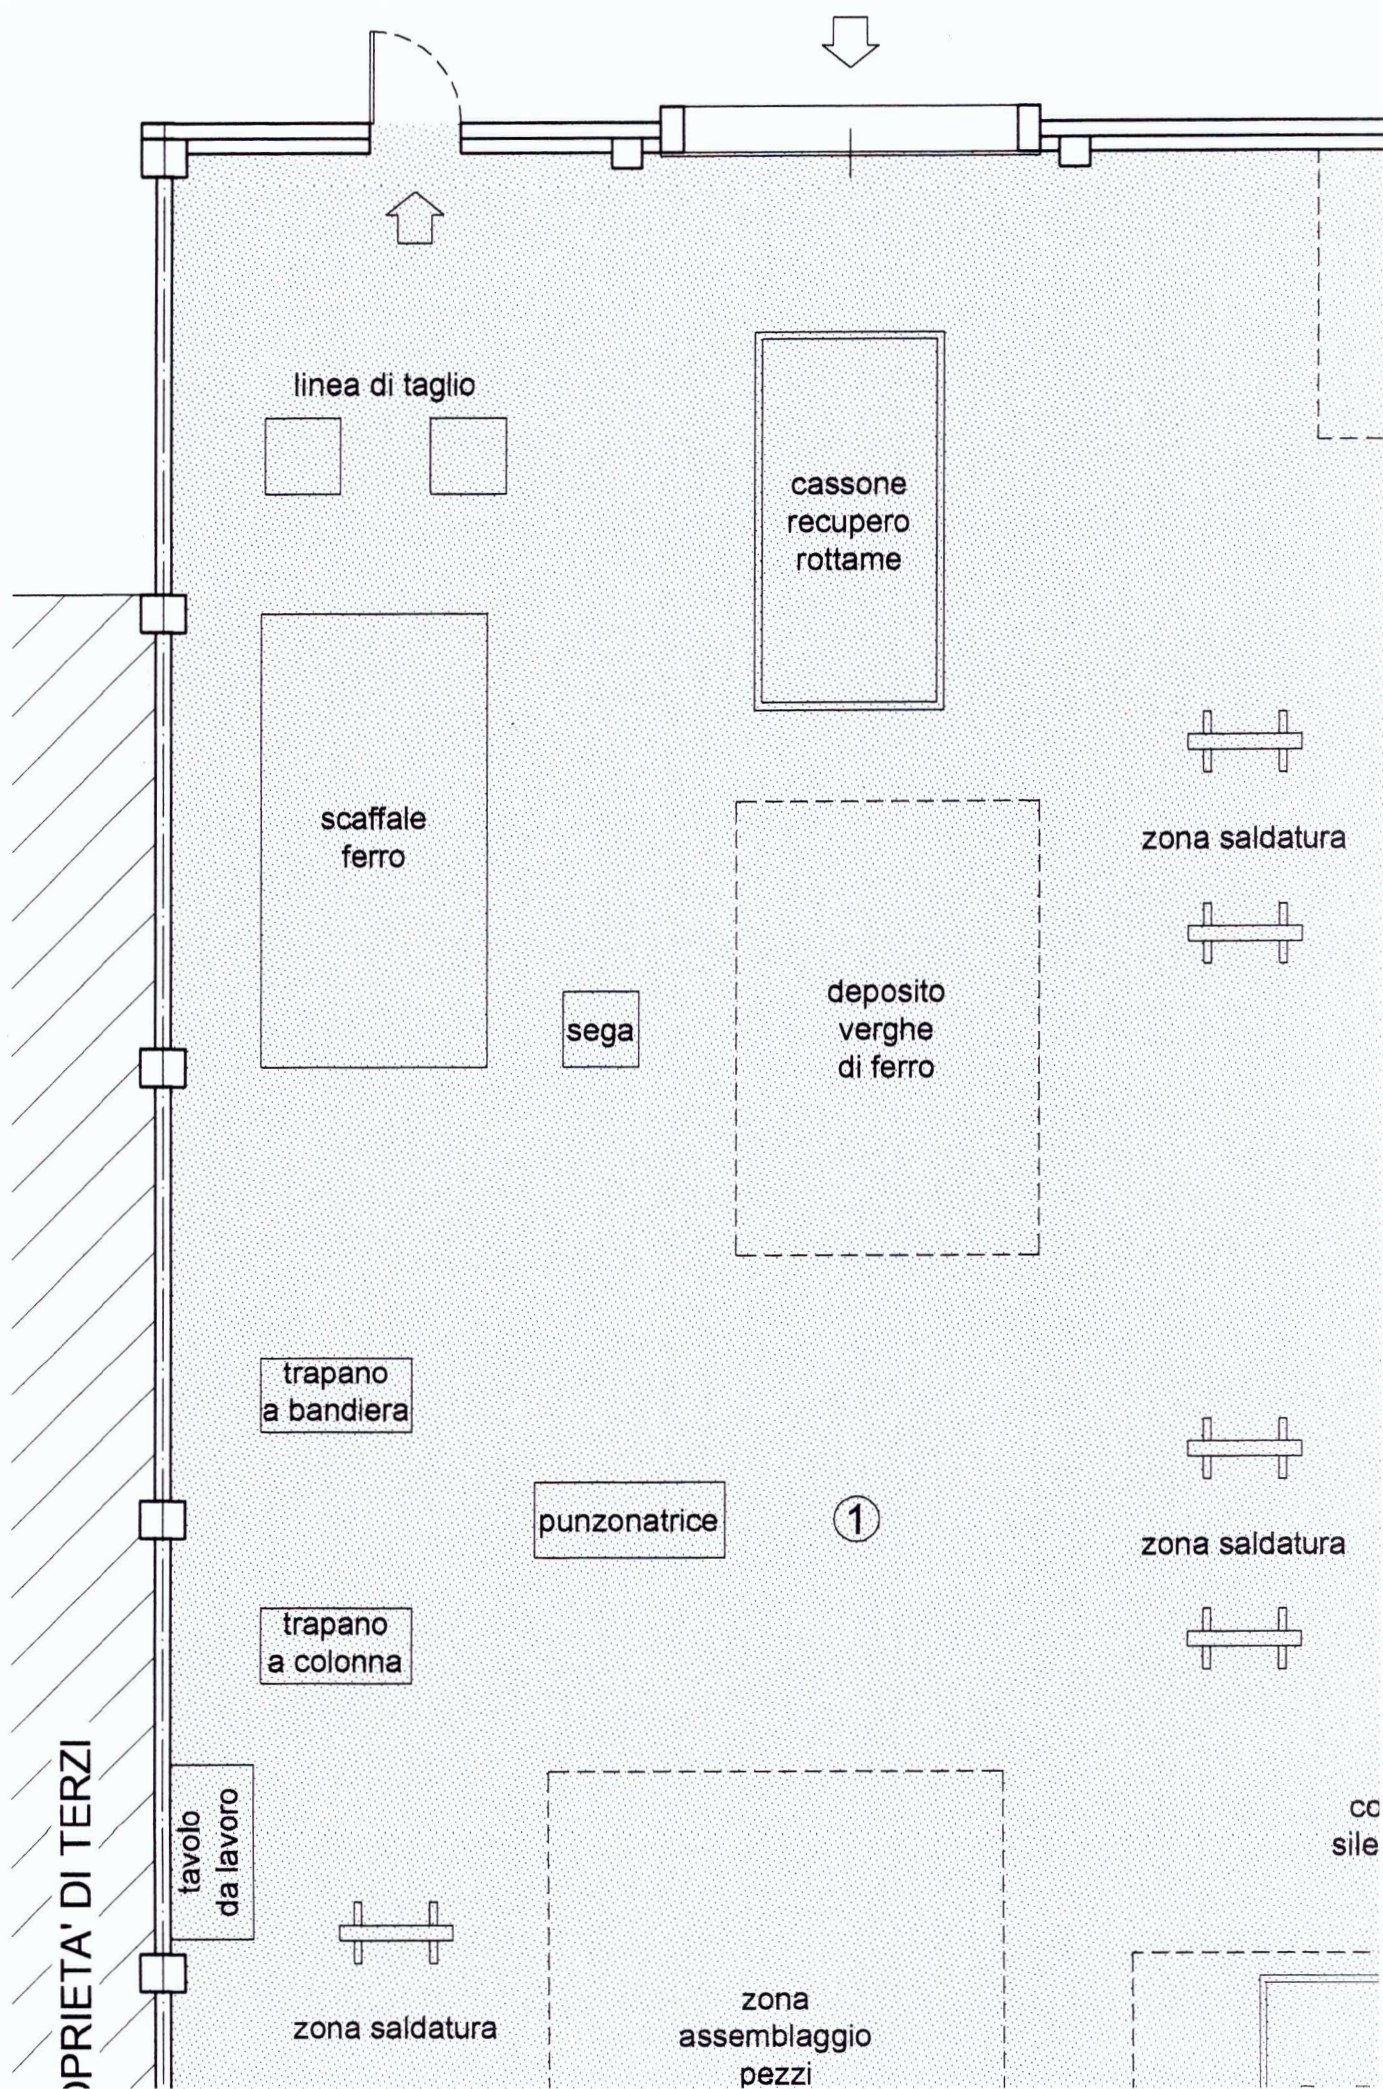 linea di taglio
cassone
recupero
rottame
scaffale
ferro
zona saldatura
sega
deposito
verghe
di ferro
trapano
a bandiera
punzonatrice
1
zona saldatura
trapano
a colonna
tavolo
da lavoro
co
sile
OPRIETA' DI TERZI
zona saldatura
zona
assemblaggio
pezzi